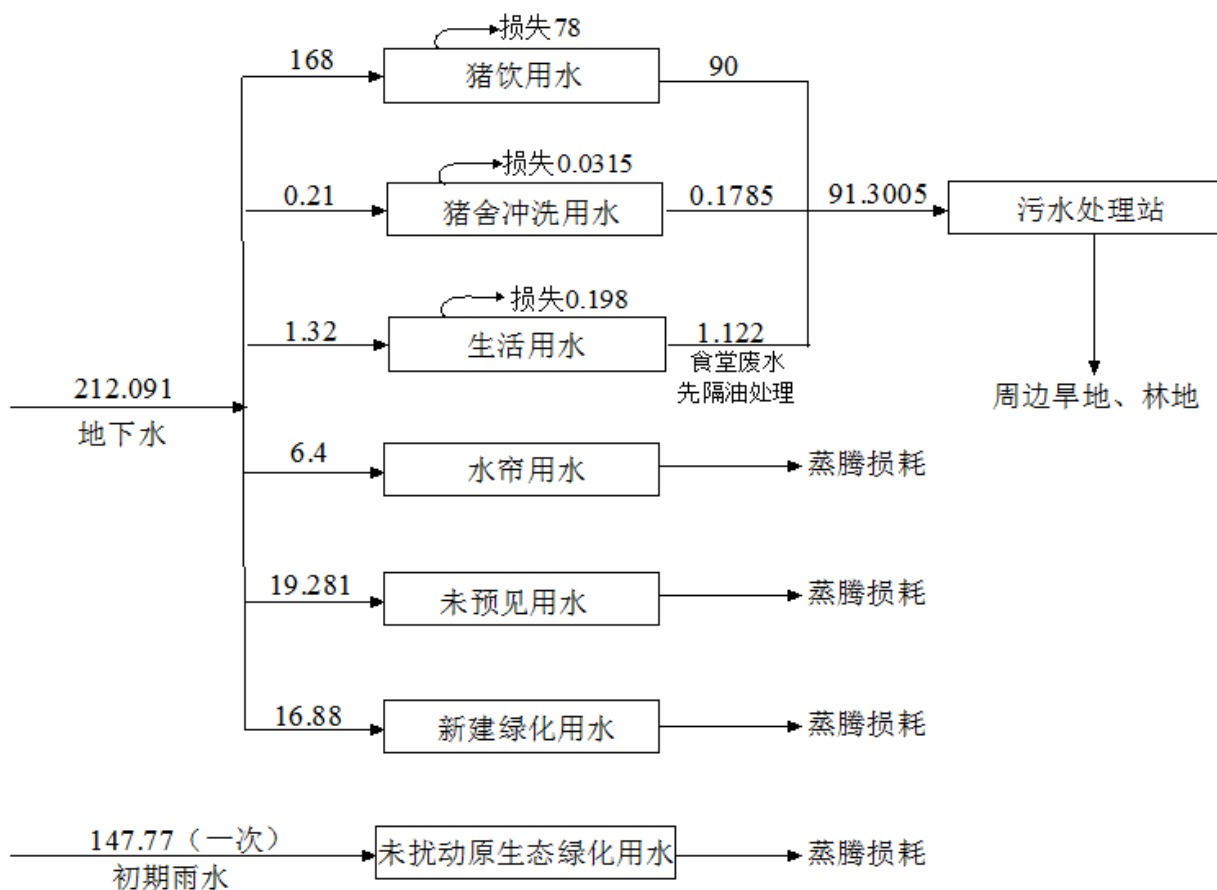 损失78
168
猪饮用水
90
损失0.0315
0.21
猪舍冲洗用水
0.1785
91.3005
污水处理站
损失0.198
1.32
生活用水
1.122
食堂废水
先隔油处理
周边旱地、林地
212.091
地下水
6.4
水帘用水
蒸腾损耗
19.281
未预见用水
蒸腾损耗
16.88
新建绿化用水
蒸腾损耗
147.77（一次）
初期雨水
未扰动原生态绿化用水
蒸腾损耗